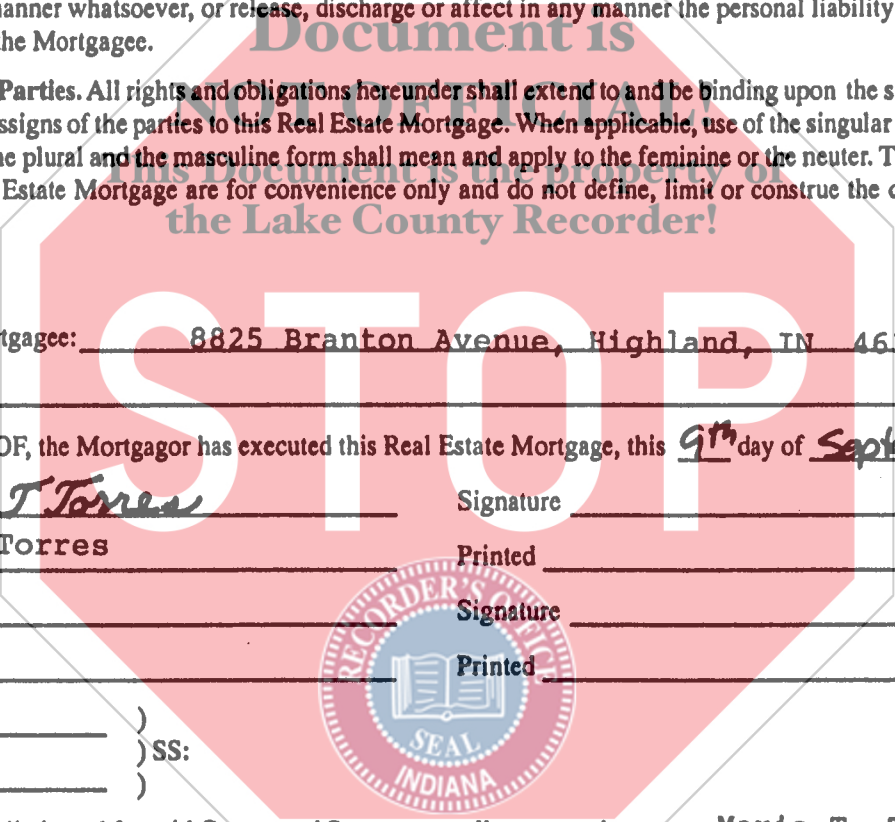 anner whatsoever, or release, discharge or affect in any manner the personal liability
the Mortgagee.
Document is
NOT OFFICIAL!
Parties. All rights and obligations hereunder shall extend to and be binding upon the s
ssigns of the parties to this Real Estate Mortgage. When applicable, use of the singular
e plural and the masculine form shall mean and apply to the feminine or the neuter. T
This Document is the property of
Estate Mortgage are for convenience only and do not define, limit or construe the c
the Lake County Recorder!
STOP
tgagee: 8825 Branton Avenue, Highland, IN 46
OF, the Mortgagor has executed this Real Estate Mortgage, this 9th day of Sept
T Torres Signature
Torres Printed
Signature
Printed
RECORDER'S OFFICE
SEAL
INDIANA
)
) SS:
)